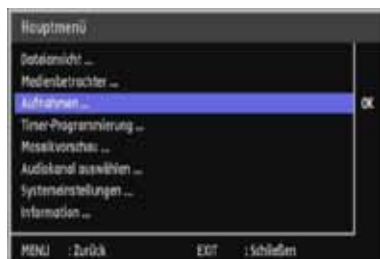 Hauptmenü
Dateiansicht ...
Medienbetrachter ...
Aufnahmen ...
OK
Timer-Programmierung ...
Mosaikvorschau ...
Audiokanal auswählen ...
Systemeinstellungen ...
Information ...
MENU : Zurück EXIT : Schließen